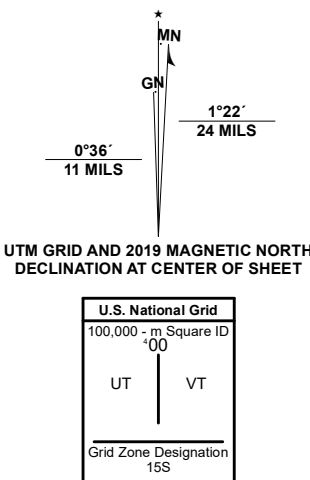 ★
MN
GN
1°22´
24 MILS
0°36´
11 MILS
UTM GRID AND 2019 MAGNETIC NORTH
DECLINATION AT CENTER OF SHEET
U.S. National Grid
100,000 - m Square ID
⁴00
UT VT
Grid Zone Designation
15S